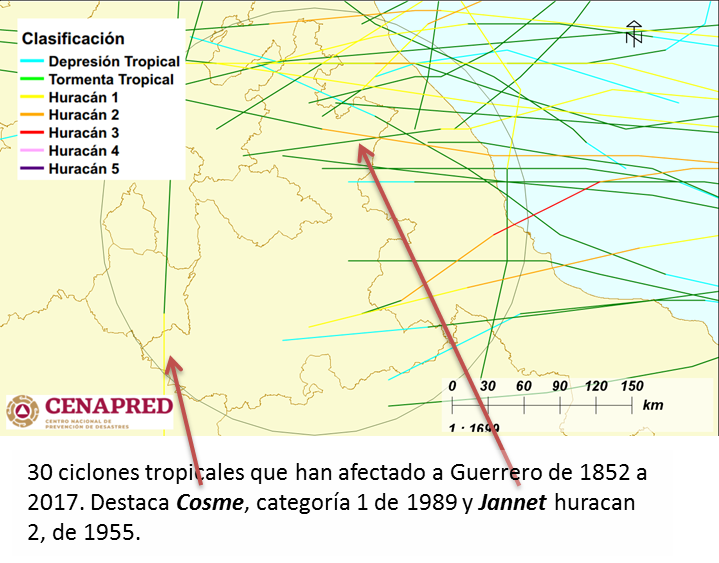 Clasificación
Depresión Tropical
Tormenta Tropical
Huracán 1
Huracán 2
Huracán 3
Huracán 4
Huracán 5
0 30 60 90 120 150
km
CENAPRED
CENTRO NACIONAL DE
PREVENCIÓN DE DESASTRES
30 ciclones tropicales que han afectado a Guerrero de 1852 a
2017. Destaca Cosme, categoría 1 de 1989 y Jannet huracan
2, de 1955.